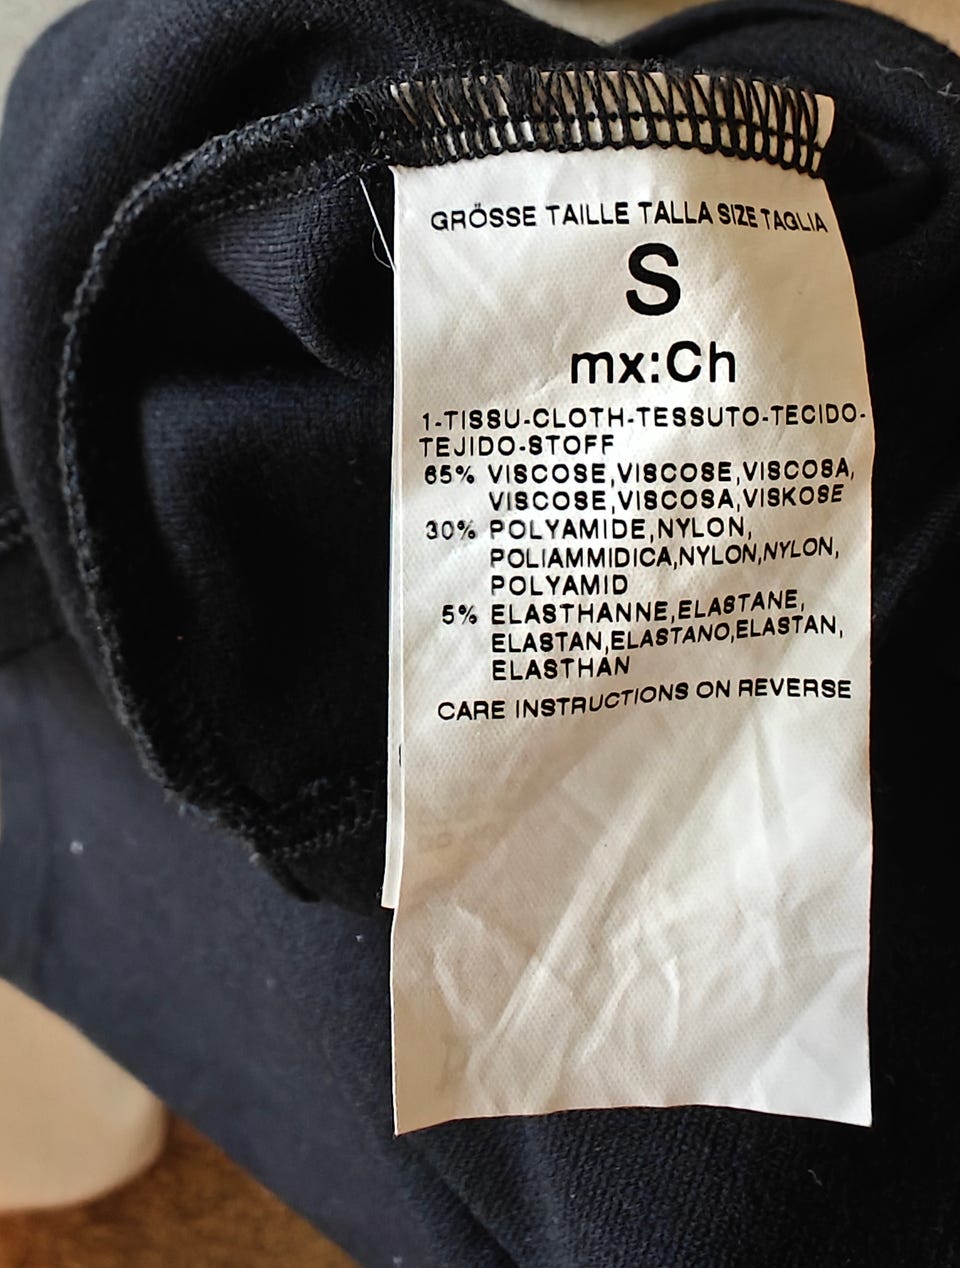 GRÖSSE TAILLE TALLA SIZE TAGLIA
S
mx:Ch
1-TISSU-CLOTH-TESSUTO-TECIDO-
TEJIDO-STOFF
65% VISCOSE,VISCOSE,VISCOSA,
VISCOSE,VISCOSA,VISKOSE
30% POLYAMIDE,NYLON,
POLIAMMIDICA,NYLON,NYLON,
POLYAMID
5% ELASTHANNE,ELASTANE,
ELASTAN,ELASTANO,ELASTAN,
ELASTHAN
CARE INSTRUCTIONS ON REVERSE